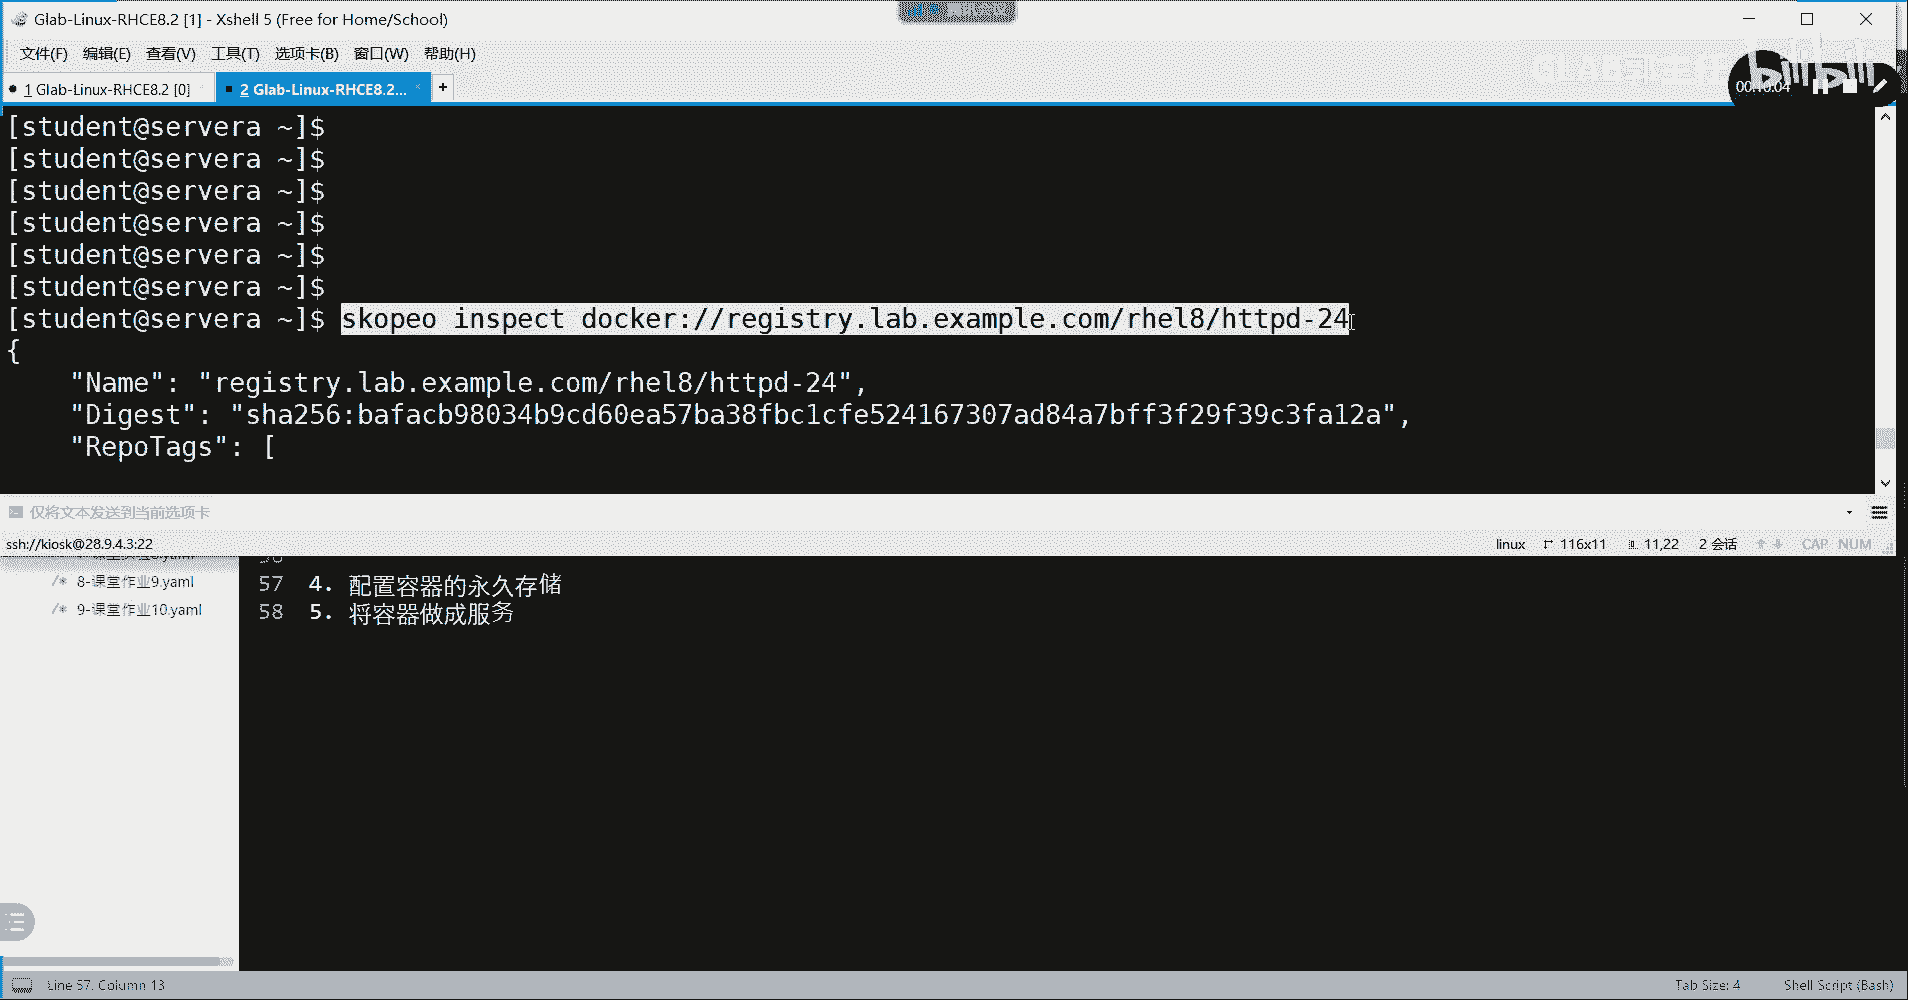 Glab-Linux-RHCE8.2 [1] - Xshell 5 (Free for Home/School)
文件(F) 编辑(E) 查看(V) 工具(T) 选项卡(B) 窗口(W) 帮助(H)
1 Glab-Linux-RHCE8.2 [0] 2 Glab-Linux-RHCE8.2... +
00:10:04
[student@servera ~]$
[student@servera ~]$
[student@servera ~]$
[student@servera ~]$
[student@servera ~]$
[student@servera ~]$
[student@servera ~]$ skopeo inspect docker://registry.lab.example.com/rhel8/httpd-24
{
"Name": "registry.lab.example.com/rhel8/httpd-24",
"Digest": "sha256:bafacb98034b9cd60ea57ba38fbc1cfe524167307ad84a7bff3f29f39c3fa12a",
"RepoTags": [
仅将文本发送到当前选项卡
ssh://kiosk@28.9.4.3:22 linux 116x11 11,22 2 会话 CAP NUM
/* 8-课堂作业9.yaml
/* 9-课堂作业10.yaml
57 4. 配置容器的永久存储
58 5. 将容器做成服务
Line 57, Column 13 Tab Size: 4 Shell Script (Bash)